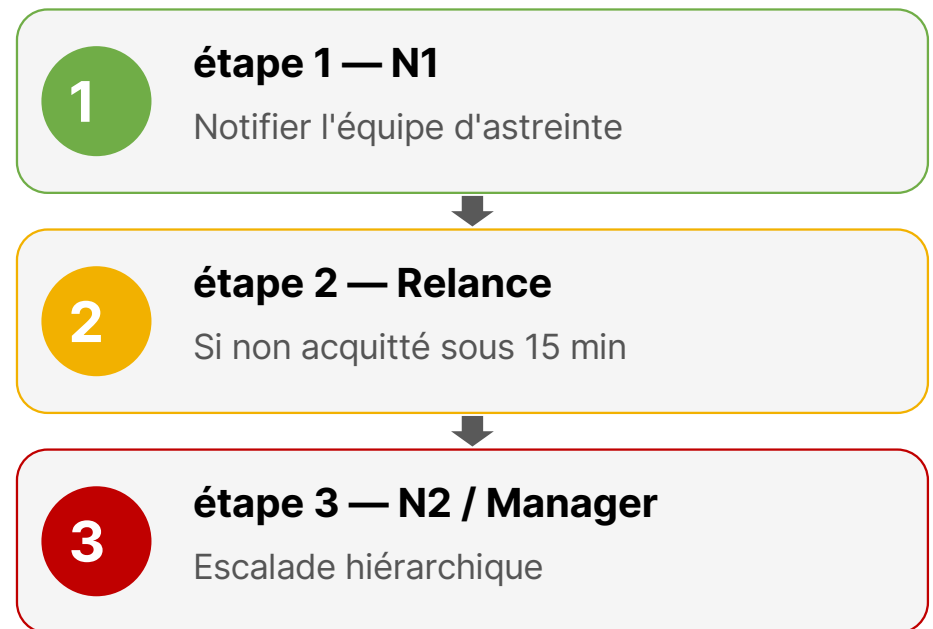 1
étape 1 — N1
Notifier l'équipe d'astreinte
2
étape 2 — Relance
Si non acquitté sous 15 min
3
étape 3 — N2 / Manager
Escalade hiérarchique